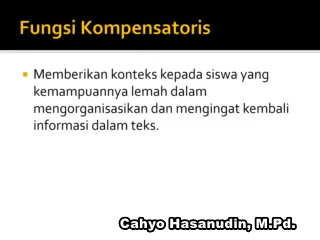 Fungsi Kompensatoris
Memberikan konteks kepada siswa yang
kemampuannya lemah dalam
mengorganisasikan dan mengingat kembali
informasi dalam teks.
Cahyo Hasanudin, M.Pd.